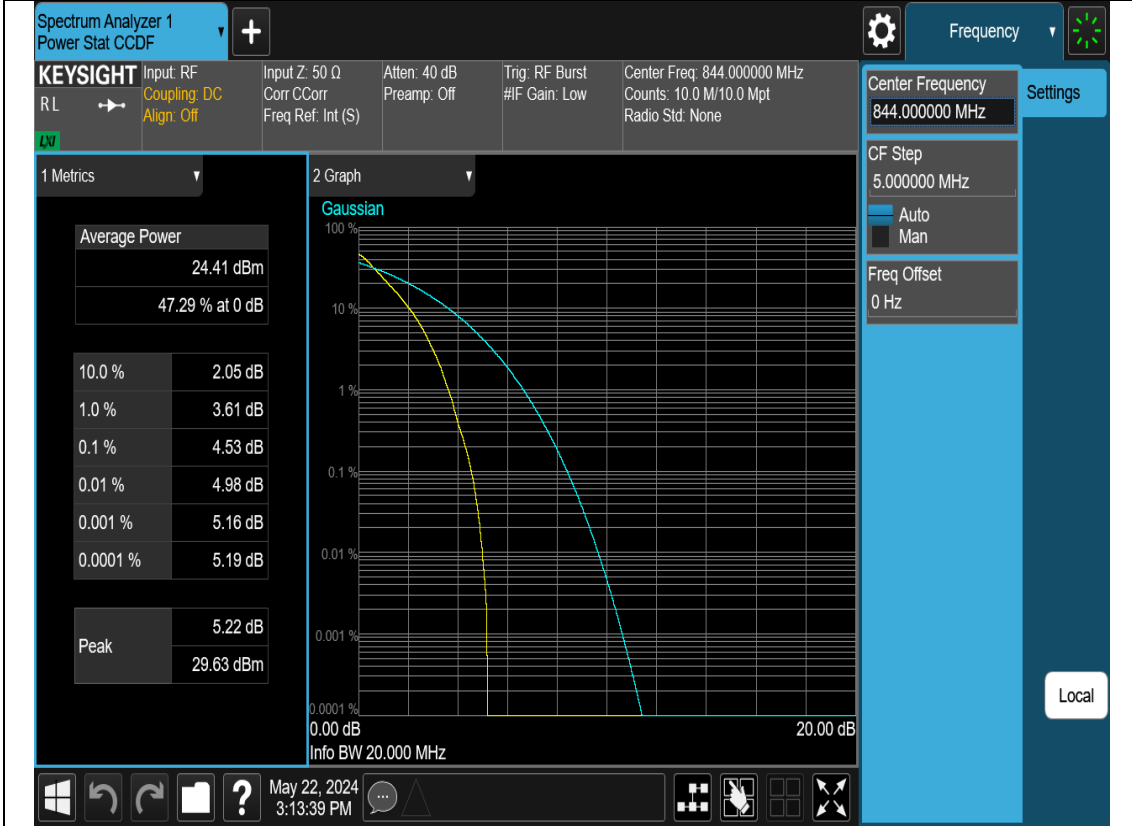 Spectrum Analyzer 1
Power Stat CCDF
Frequency
KEYSIGHT
RL
LXI
Input: RF
Coupling: DC
Align: Off
Input Z: 50 Ω
Corr CCorr
Freq Ref: Int (S)
Atten: 40 dB
Preamp: Off
Trig: RF Burst
#IF Gain: Low
Center Freq: 844.000000 MHz
Counts: 10.0 M/10.0 Mpt
Radio Std: None
Center Frequency
844.000000 MHz
Settings
CF Step
5.000000 MHz
Auto
Man
Freq Offset
0 Hz
1 Metrics
Average Power
24.41 dBm
47.29 % at 0 dB
10.0 % 2.05 dB
1.0 % 3.61 dB
0.1 % 4.53 dB
0.01 % 4.98 dB
0.001 % 5.16 dB
0.0001 % 5.19 dB
Peak
5.22 dB
29.63 dBm
2 Graph
Gaussian
100 %
10 %
1 %
0.1 %
0.01 %
0.001 %
0.0001 %
0.00 dB 20.00 dB
Info BW 20.000 MHz
Local
?
May 22, 2024
3:13:39 PM